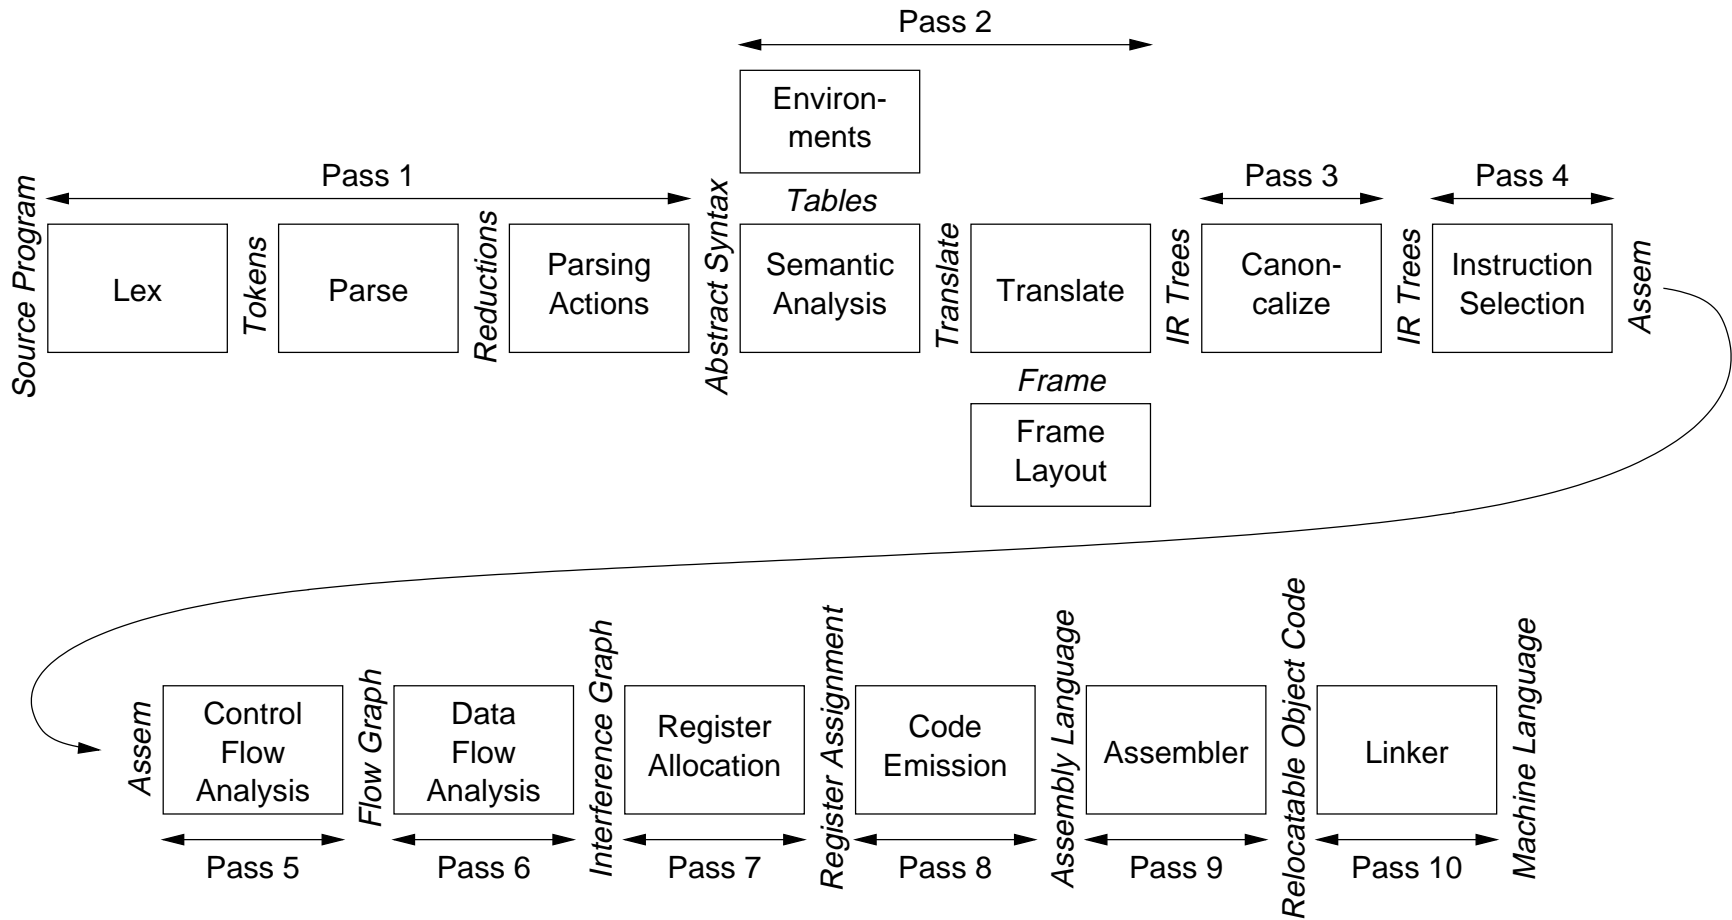 Pass 2
Environ-
ments
Pass 1
Pass 3
Pass 4
Tables
Source Program
Lex
Tokens
Parse
Reductions
Parsing
Actions
Abstract Syntax
Semantic
Analysis
Translate
Translate
IR Trees
Canon-
calize
IR Trees
Instruction
Selection
Assem
Frame
Frame
Layout
Assem
Control
Flow
Analysis
Flow Graph
Data
Flow
Analysis
Interference Graph
Register
Allocation
Register Assignment
Code
Emission
Assembly Language
Assembler
Relocatable Object Code
Linker
Machine Language
Pass 5
Pass 6
Pass 7
Pass 8
Pass 9
Pass 10